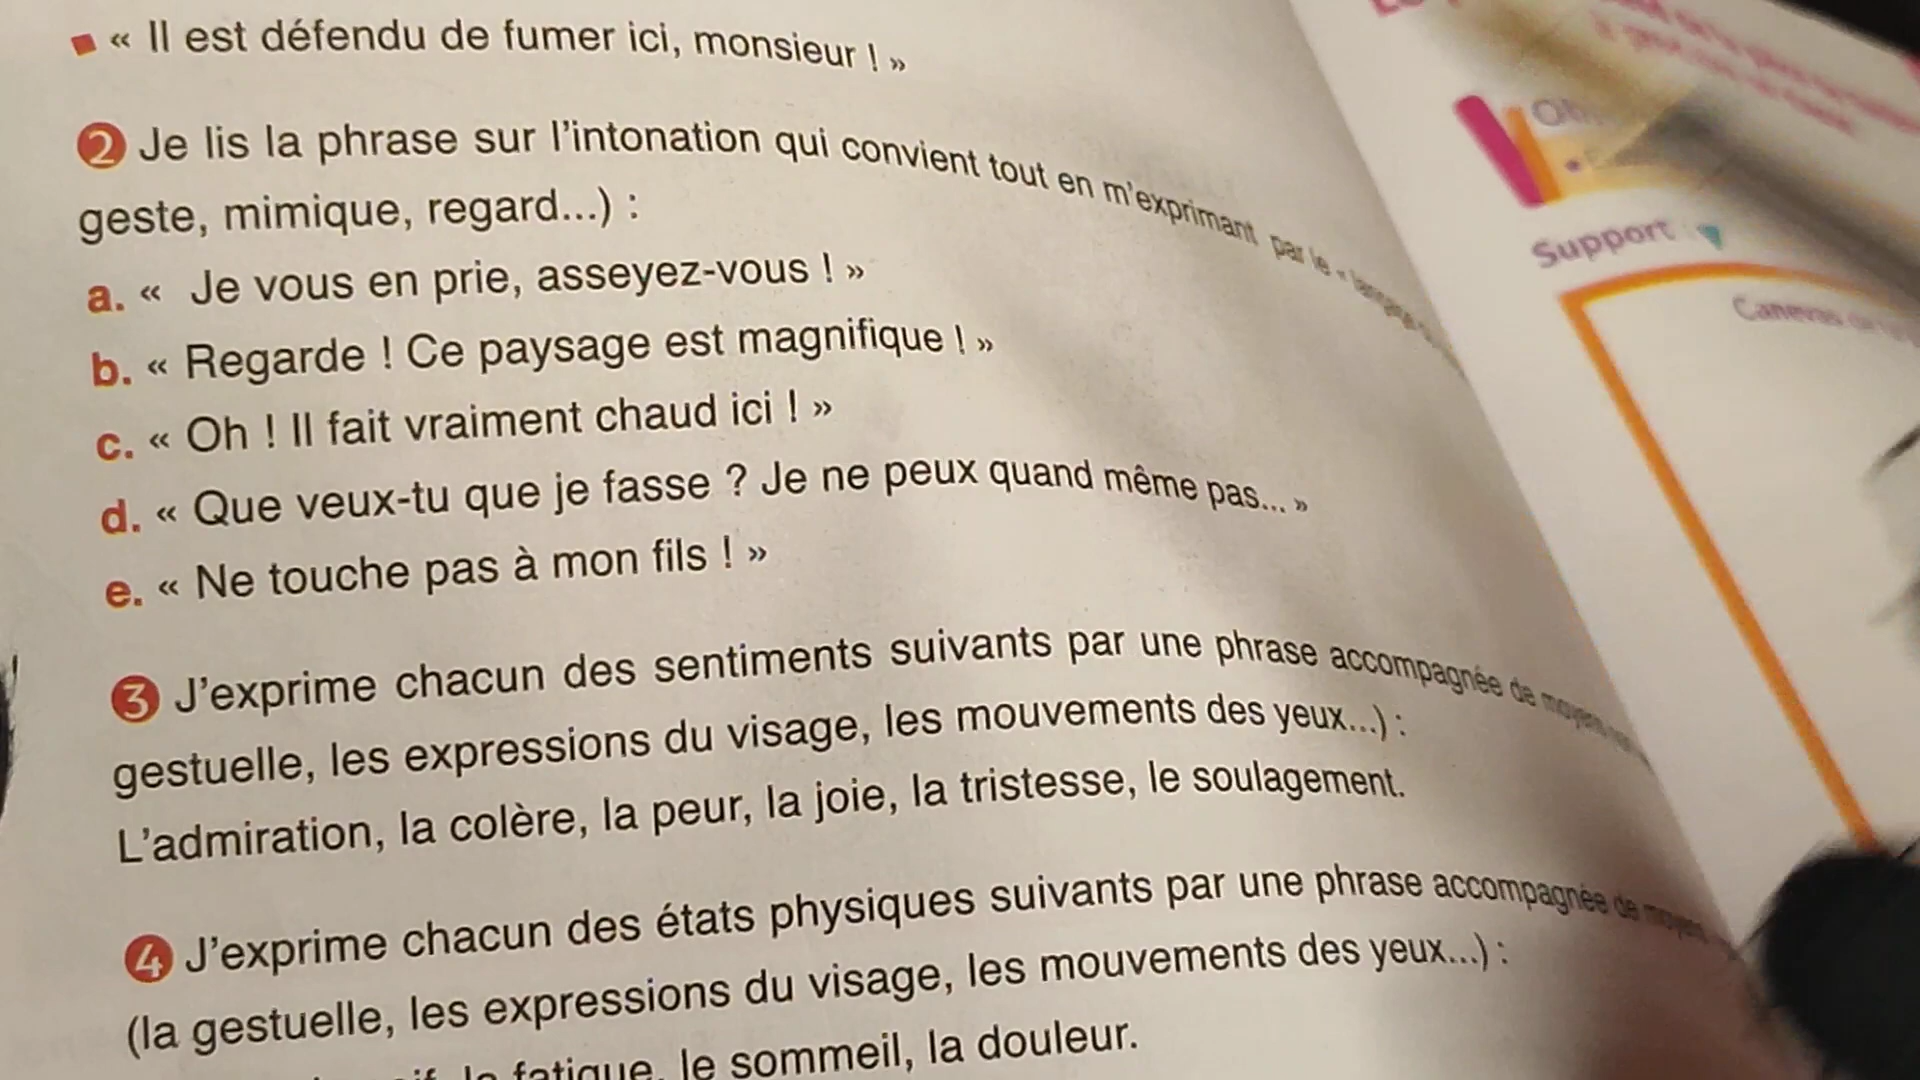 « Il est défendu de fumer ici, monsieur ! »
2 Je lis la phrase sur l'intonation qui convient tout en m'exprimant par le «
geste, mimique, regard...) :
a. « Je vous en prie, asseyez-vous ! »
b. « Regarde ! Ce paysage est magnifique ! »
c. « Oh ! Il fait vraiment chaud ici ! »
d. « Que veux-tu que je fasse ? Je ne peux quand même pas... »
e. « Ne touche pas à mon fils ! »
3 J'exprime chacun des sentiments suivants par une phrase accompagnée de
gestuelle, les expressions du visage, les mouvements des yeux...) :
L'admiration, la colère, la peur, la joie, la tristesse, le soulagement.
4 J'exprime chacun des états physiques suivants par une phrase accompagnée de moyens
(la gestuelle, les expressions du visage, les mouvements des yeux...) :
la fatigue, le sommeil, la douleur.
Support
Canevas